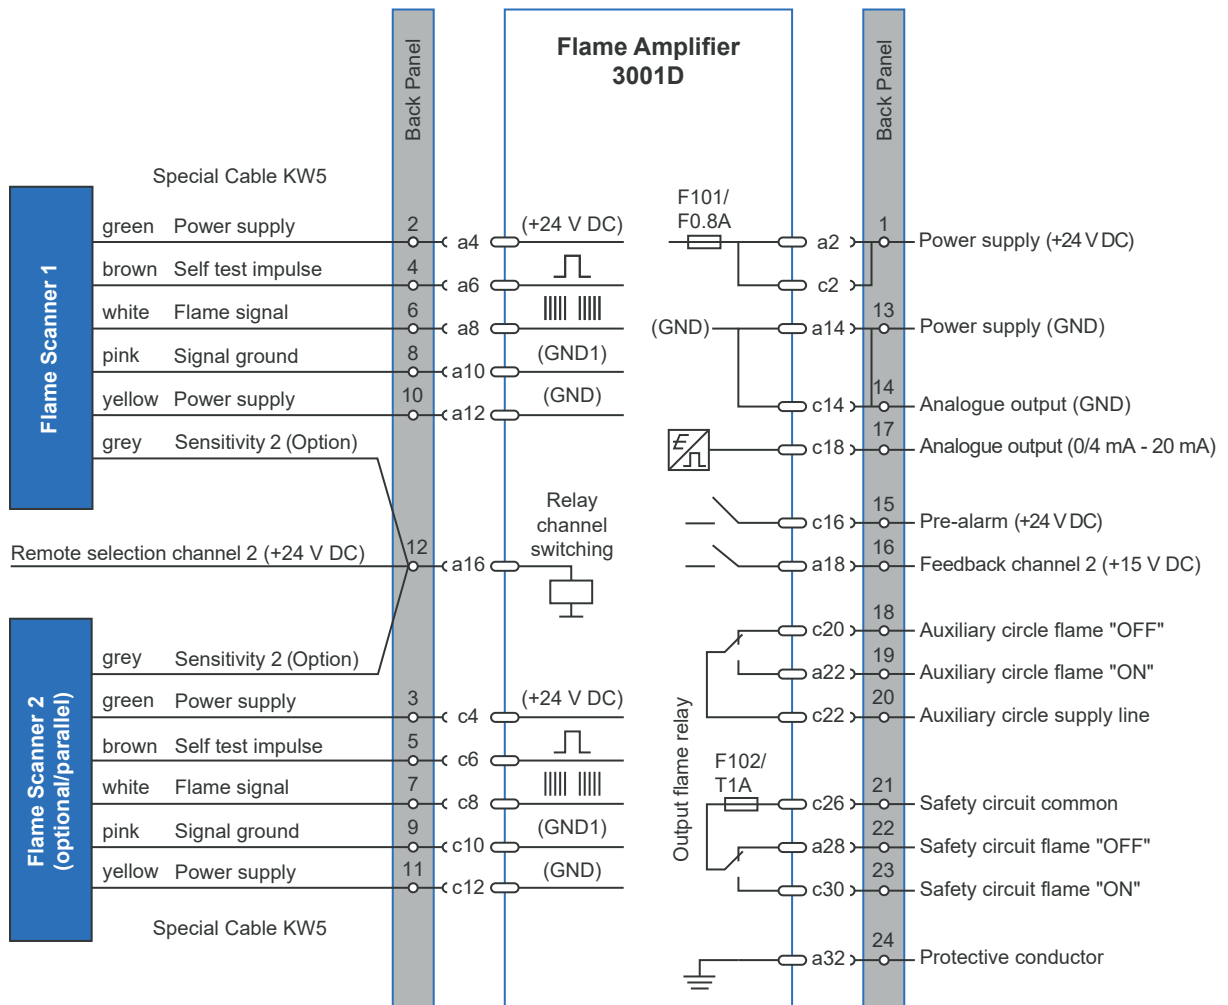 Flame Amplifier
3001D
Back Panel
Back Panel
Special Cable KW5
Flame Scanner 1
green Power supply 2 a4 (+24 V DC)
brown Self test impulse 4 a6
white Flame signal 6 a8
pink Signal ground 8 a10 (GND1)
yellow Power supply 10 a12 (GND)
grey Sensitivity 2 (Option)
Remote selection channel 2 (+24 V DC) 12 a16
Relay
channel
switching
Flame Scanner 2
(optional/parallel)
grey Sensitivity 2 (Option)
green Power supply 3 c4 (+24 V DC)
brown Self test impulse 5 c6
white Flame signal 7 c8
pink Signal ground 9 c10 (GND1)
yellow Power supply 11 c12 (GND)
Special Cable KW5
F101/
F0.8A
a2 1 Power supply (+24 V DC)
c2
(GND) a14 13 Power supply (GND)
c14 14 Analogue output (GND)
E c18 17 Analogue output (0/4 mA - 20 mA)
c16 15 Pre-alarm (+24 V DC)
a18 16 Feedback channel 2 (+15 V DC)
Output flame relay
c20 18 Auxiliary circle flame "OFF"
a22 19 Auxiliary circle flame "ON"
c22 20 Auxiliary circle supply line
F102/
T1A
c26 21 Safety circuit common
a28 22 Safety circuit flame "OFF"
c30 23 Safety circuit flame "ON"
a32 24 Protective conductor